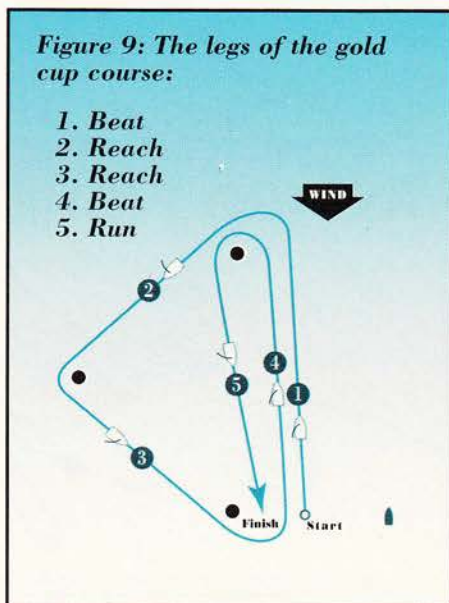 Figure 9: The legs of the gold
cup course:
1. Beat
2. Reach
3. Reach
4. Beat
5. Run
WIND
2
4
5
1
3
Finish
Start